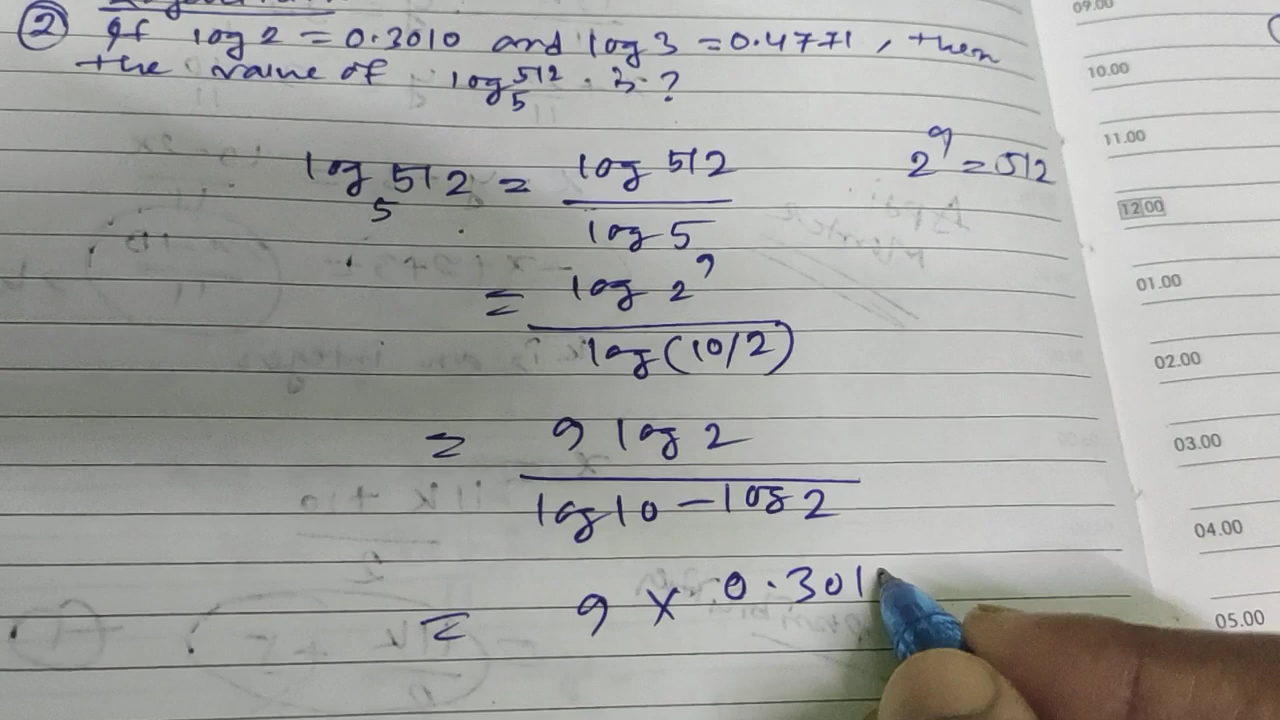 ② If log 2 = 0.3010 and log 3 = 0.4771, then
the value of log₅512 . is ?
log₅512 = log 512 / log 5
2⁹ = 512
= log 2⁹ / log(10/2)
= 9 log 2 / log 10 - log 2
= 9 × 0.301
09.00
10.00
11.00
12.00
01.00
02.00
03.00
04.00
05.00